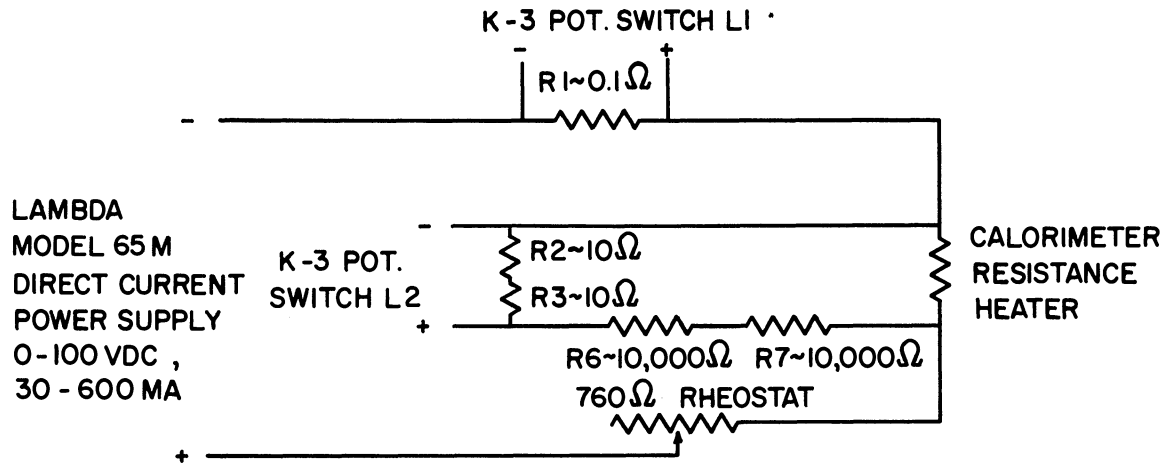 K-3 POT. SWITCH L1
- +
R1~0.1Ω
-
LAMBDA
MODEL 65M
DIRECT CURRENT
POWER SUPPLY
0-100 VDC ,
30-600 MA
+
-
K-3 POT.
SWITCH L2
+
R2~10Ω
R3~10Ω
R6~10,000Ω R7~10,000Ω
760Ω RHEOSTAT
CALORIMETER
RESISTANCE
HEATER